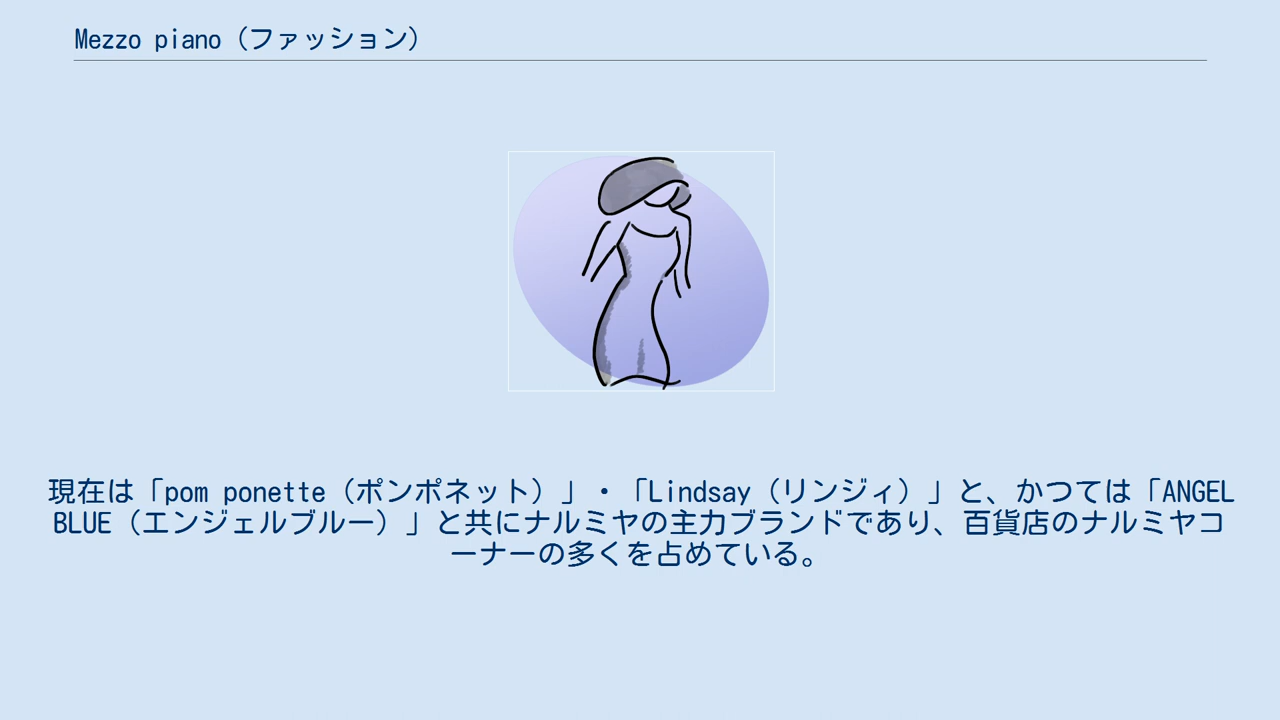 Mezzo piano（ファッション）
現在は「pom ponette（ポンポネット）」・「Lindsay（リンジィ）」と、かつては「ANGEL
BLUE（エンジェルブルー）」と共にナルミヤの主力ブランドであり、百貨店のナルミヤコ
ーナーの多くを占めている。